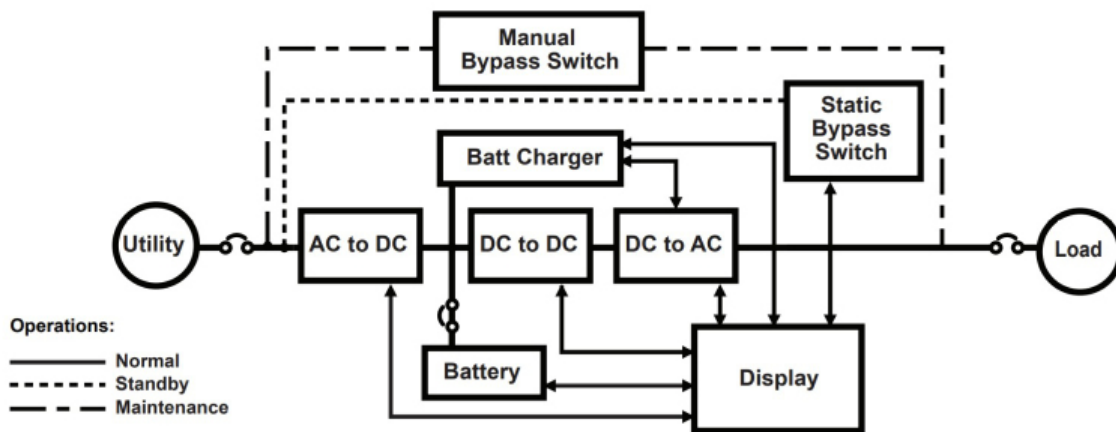 Manual
Bypass Switch
Static
Bypass
Switch
Batt Charger
Utility
AC to DC
DC to DC
DC to AC
Load
Operations:
Normal
Standby
Maintenance
Battery
Display